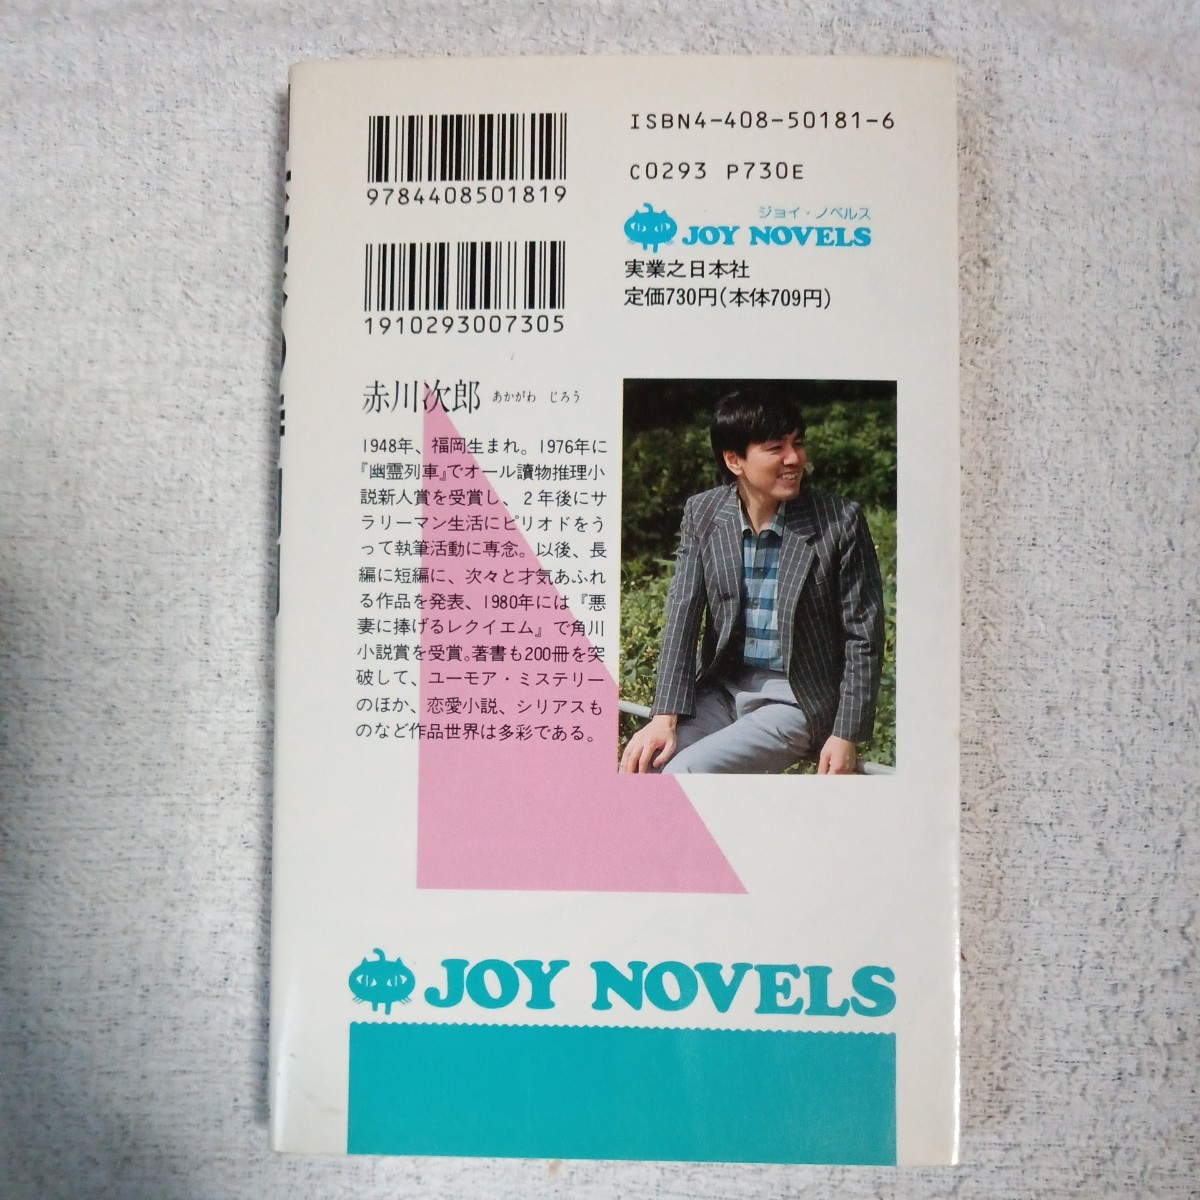 9784408501819
1910293007305
ISBN4-408-50181-6
C0293 P730E
ジョイ・ノベルス
JOY NOVELS
実業之日本社
定価730円(本体709円)
赤川次郎 あかがわ じろう
1948年、福岡生まれ。1976年に
『幽霊列車』でオール讀物推理小
説新人賞を受賞し、2年後にサ
ラリーマン生活にピリオドをう
って執筆活動に専念。以後、長
編に短編に、次々と才気あふれ
る作品を発表、1980年には『悪
妻に捧げるレクイエム』で角川
小説賞を受賞。著書も200冊を突
破して、ユーモア・ミステリー
のほか、恋愛小説、シリアスも
のなど作品世界は多彩である。
JOY NOVELS